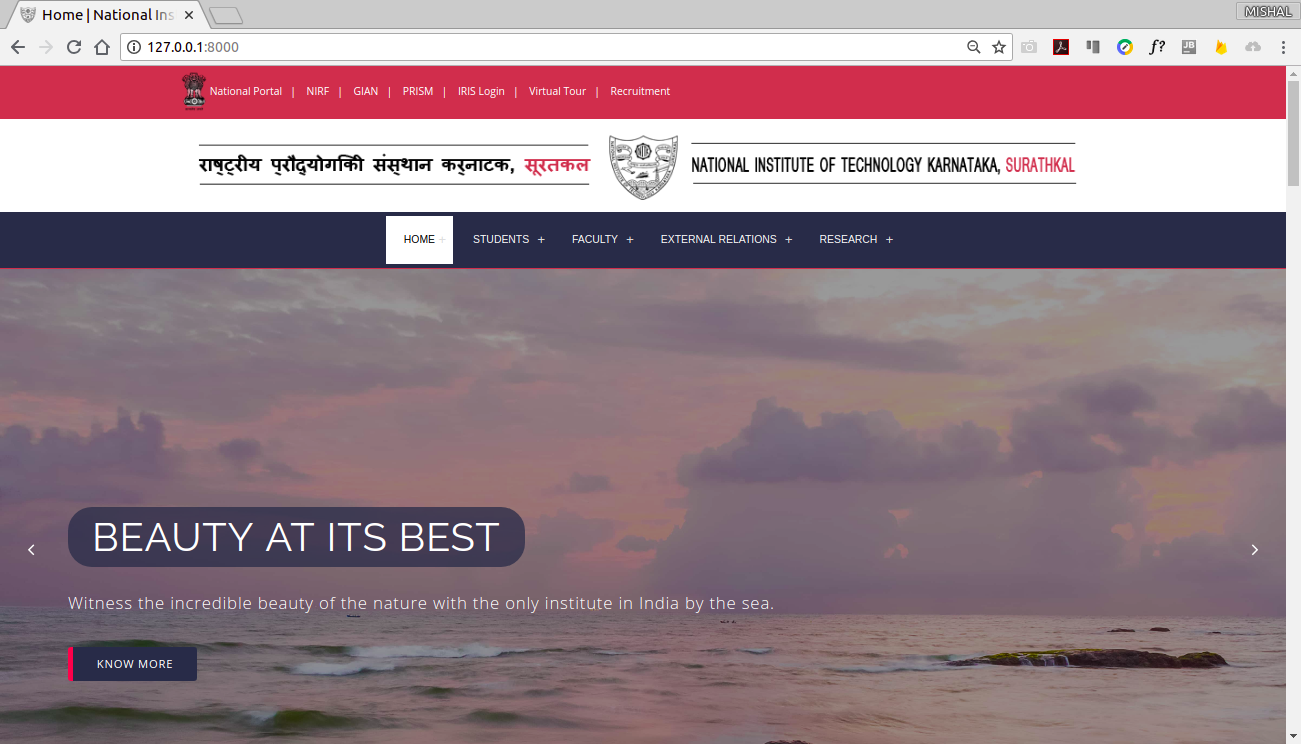 Home | National Ins
MISHAL
127.0.0.1:8000
f?
JB
National Portal | NIRF | GIAN | PRISM | IRIS Login | Virtual Tour | Recruitment
राष्ट्रीय प्रौद्योगिकी संस्थान कर्नाटक, सूरतकल
NATIONAL INSTITUTE OF TECHNOLOGY KARNATAKA, SURATHKAL
HOME + STUDENTS + FACULTY + EXTERNAL RELATIONS + RESEARCH +
BEAUTY AT ITS BEST
Witness the incredible beauty of the nature with the only institute in India by the sea.
KNOW MORE